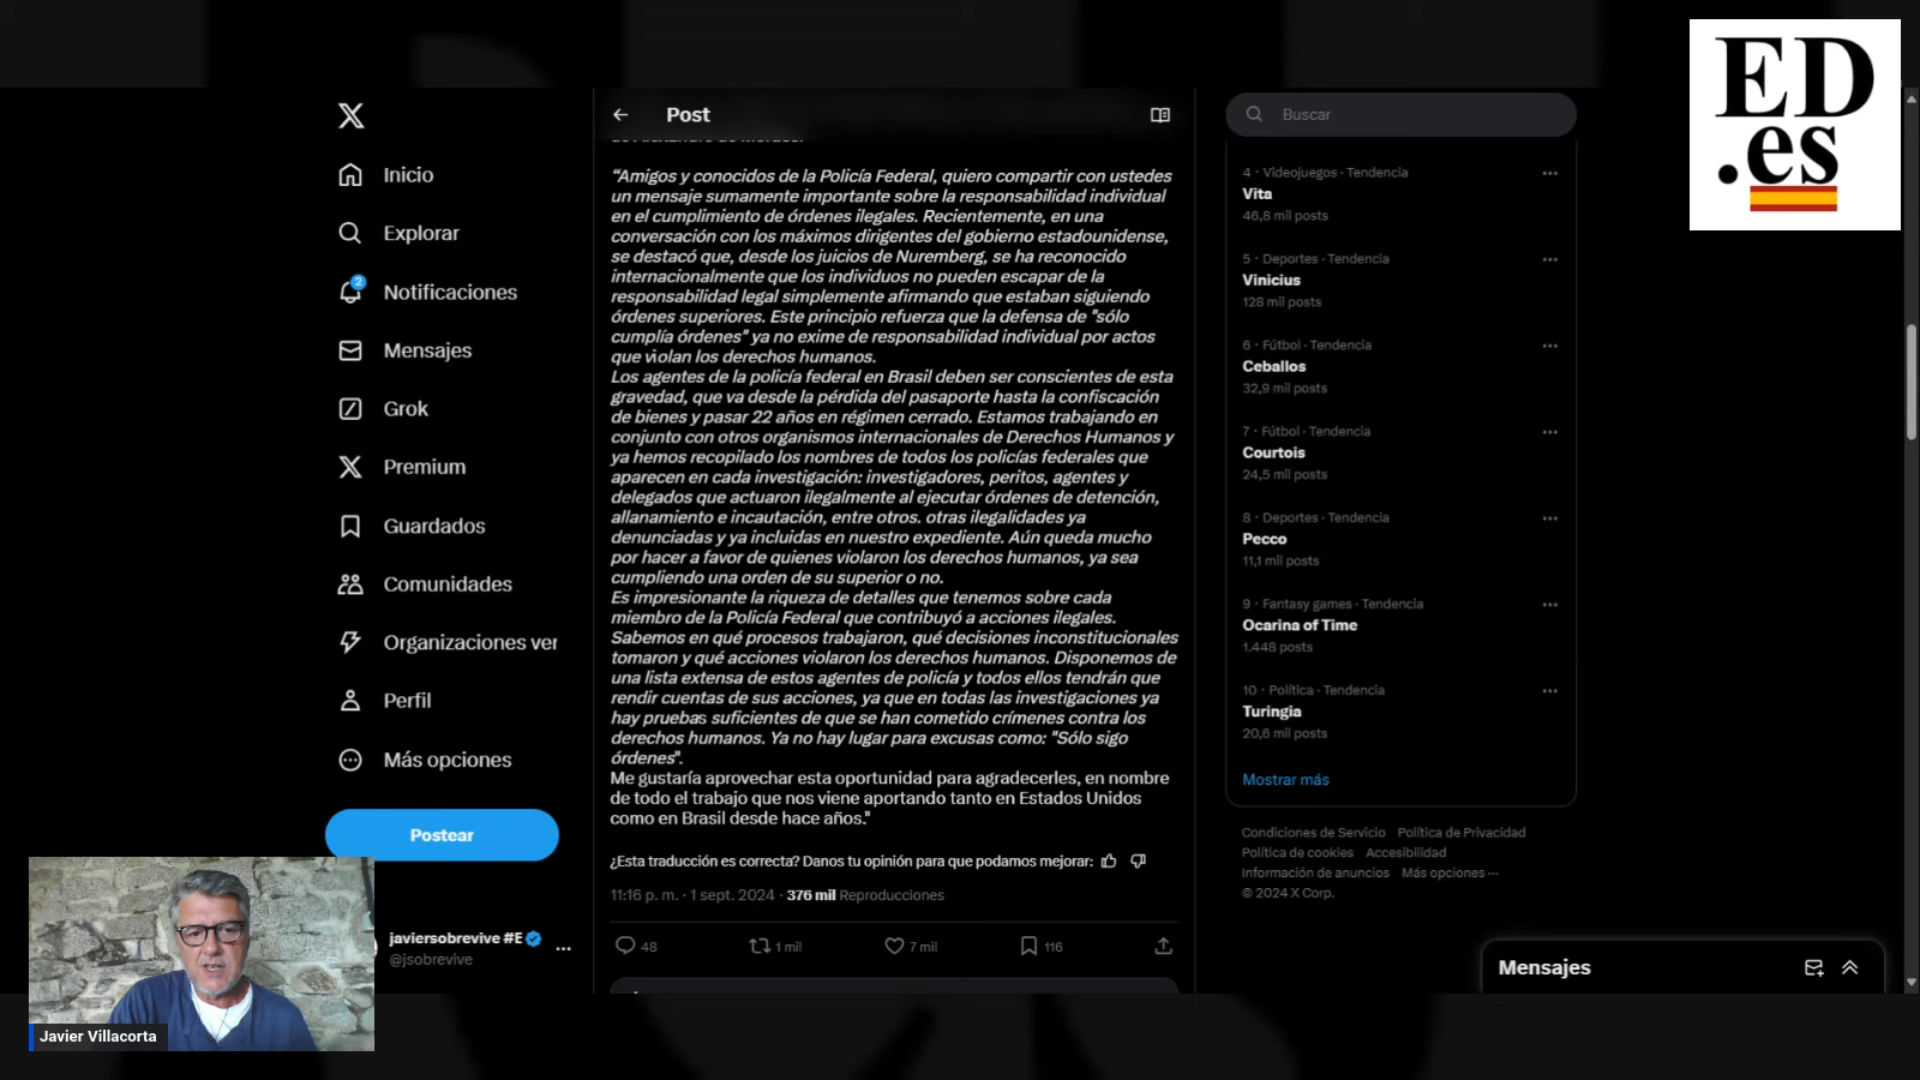 Inicio
Explorar
2
Notificaciones
Mensajes
Grok
Premium
Guardados
Comunidades
Organizaciones ver
Perfil
Más opciones
Postear
javiersobrevive #E
@jsobrevive
Javier Villacorta
Post
"Amigos y conocidos de la Policía Federal, quiero compartir con ustedes
un mensaje sumamente importante sobre la responsabilidad individual
en el cumplimiento de órdenes ilegales. Recientemente, en una
conversación con los máximos dirigentes del gobierno estadounidense,
se destacó que, desde los juicios de Nuremberg, se ha reconocido
internacionalmente que los individuos no pueden escapar de la
responsabilidad legal simplemente afirmando que estaban siguiendo
órdenes superiores. Este principio refuerza que la defensa de "sólo
cumplía órdenes" ya no exime de responsabilidad individual por actos
que violan los derechos humanos.
Los agentes de la policía federal en Brasil deben ser conscientes de esta
gravedad, que va desde la pérdida del pasaporte hasta la confiscación
de bienes y pasar 22 años en régimen cerrado. Estamos trabajando en
conjunto con otros organismos internacionales de Derechos Humanos y
ya hemos recopilado los nombres de todos los policías federales que
aparecen en cada investigación: investigadores, peritos, agentes y
delegados que actuaron ilegalmente al ejecutar órdenes de detención,
allanamiento e incautación, entre otros. otras ilegalidades ya
denunciadas y ya incluidas en nuestro expediente. Aún queda mucho
por hacer a favor de quienes violaron los derechos humanos, ya sea
cumpliendo una orden de su superior o no.
Es impresionante la riqueza de detalles que tenemos sobre cada
miembro de la Policía Federal que contribuyó a acciones ilegales.
Sabemos en qué procesos trabajaron, qué decisiones inconstitucionales
tomaron y qué acciones violaron los derechos humanos. Disponemos de
una lista extensa de estos agentes de policía y todos ellos tendrán que
rendir cuentas de sus acciones, ya que en todas las investigaciones ya
hay pruebas suficientes de que se han cometido crímenes contra los
derechos humanos. Ya no hay lugar para excusas como: "Sólo sigo
órdenes".
Me gustaría aprovechar esta oportunidad para agradecerles, en nombre
de todo el trabajo que nos viene aportando tanto en Estados Unidos
como en Brasil desde hace años."
¿Esta traducción es correcta? Danos tu opinión para que podamos mejorar:
11:16 p. m. · 1 sept. 2024 · 376 mil Reproducciones
48
1 mil
7 mil
116
Buscar
4 · Videojuegos · Tendencia
Vita
46,8 mil posts
5 · Deportes · Tendencia
Vinicius
128 mil posts
6 · Fútbol · Tendencia
Ceballos
32,9 mil posts
7 · Fútbol · Tendencia
Courtois
24,5 mil posts
8 · Deportes · Tendencia
Pecco
11,1 mil posts
9 · Fantasy games · Tendencia
Ocarina of Time
1.448 posts
10 · Política · Tendencia
Turingia
20,6 mil posts
Mostrar más
Condiciones de Servicio Política de Privacidad
Política de cookies Accesibilidad
Información de anuncios Más opciones ···
© 2024 X Corp.
Mensajes
ED
.es